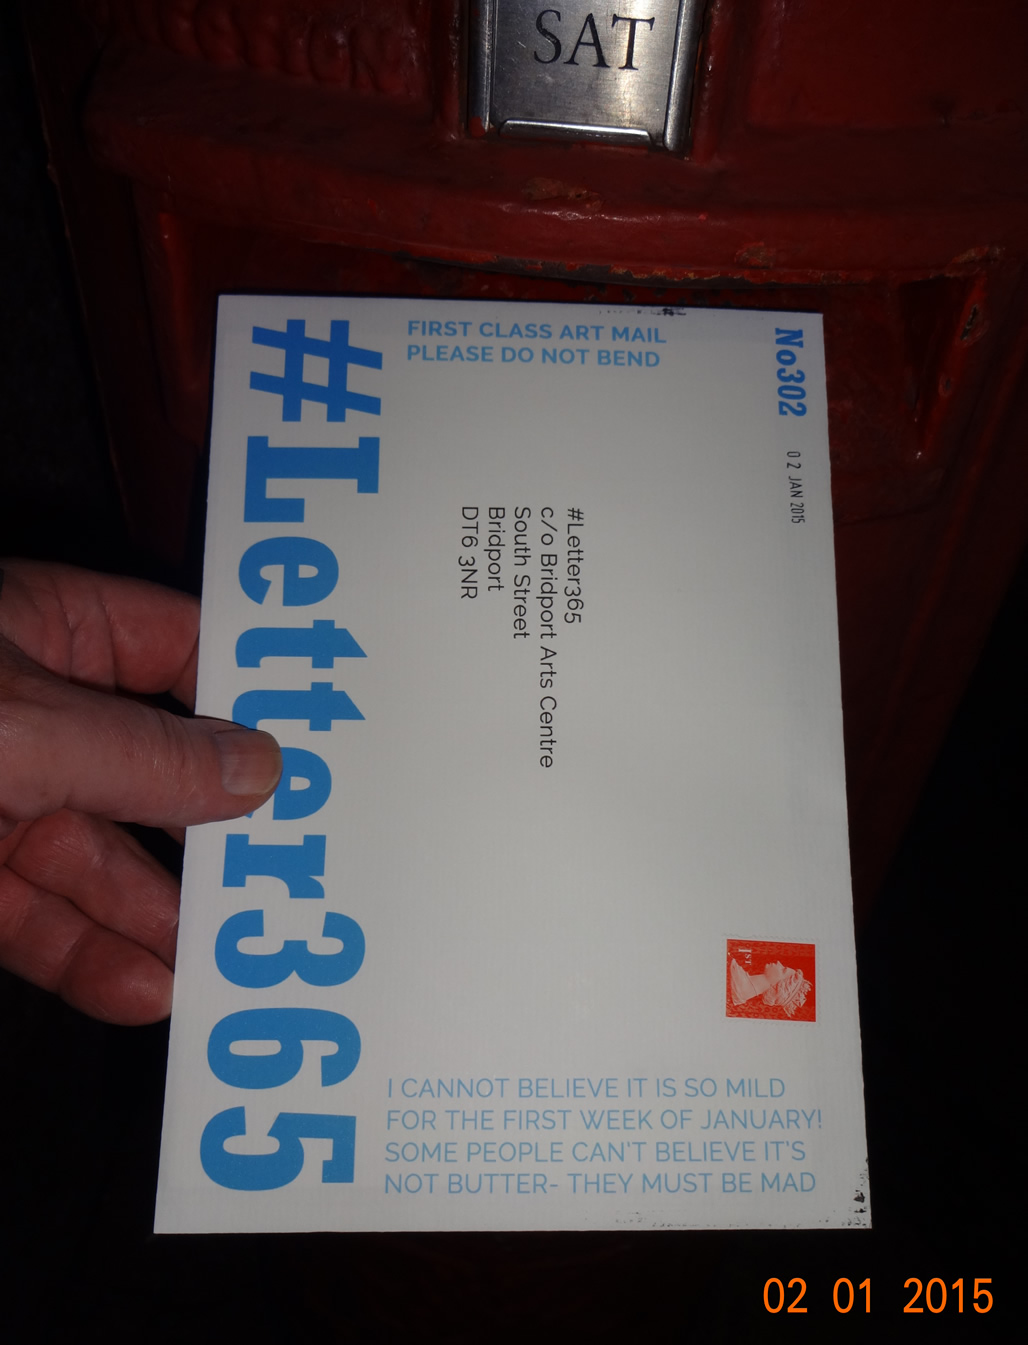 SAT
FIRST CLASS ART MAIL
PLEASE DO NOT BEND
No302
02 JAN 2015
#Letter365
#Letter365
c/o Bridport Arts Centre
South Street
Bridport
DT6 3NR
1ST
I CANNOT BELIEVE IT IS SO MILD
FOR THE FIRST WEEK OF JANUARY!
SOME PEOPLE CAN'T BELIEVE IT'S
NOT BUTTER- THEY MUST BE MAD
02 01 2015